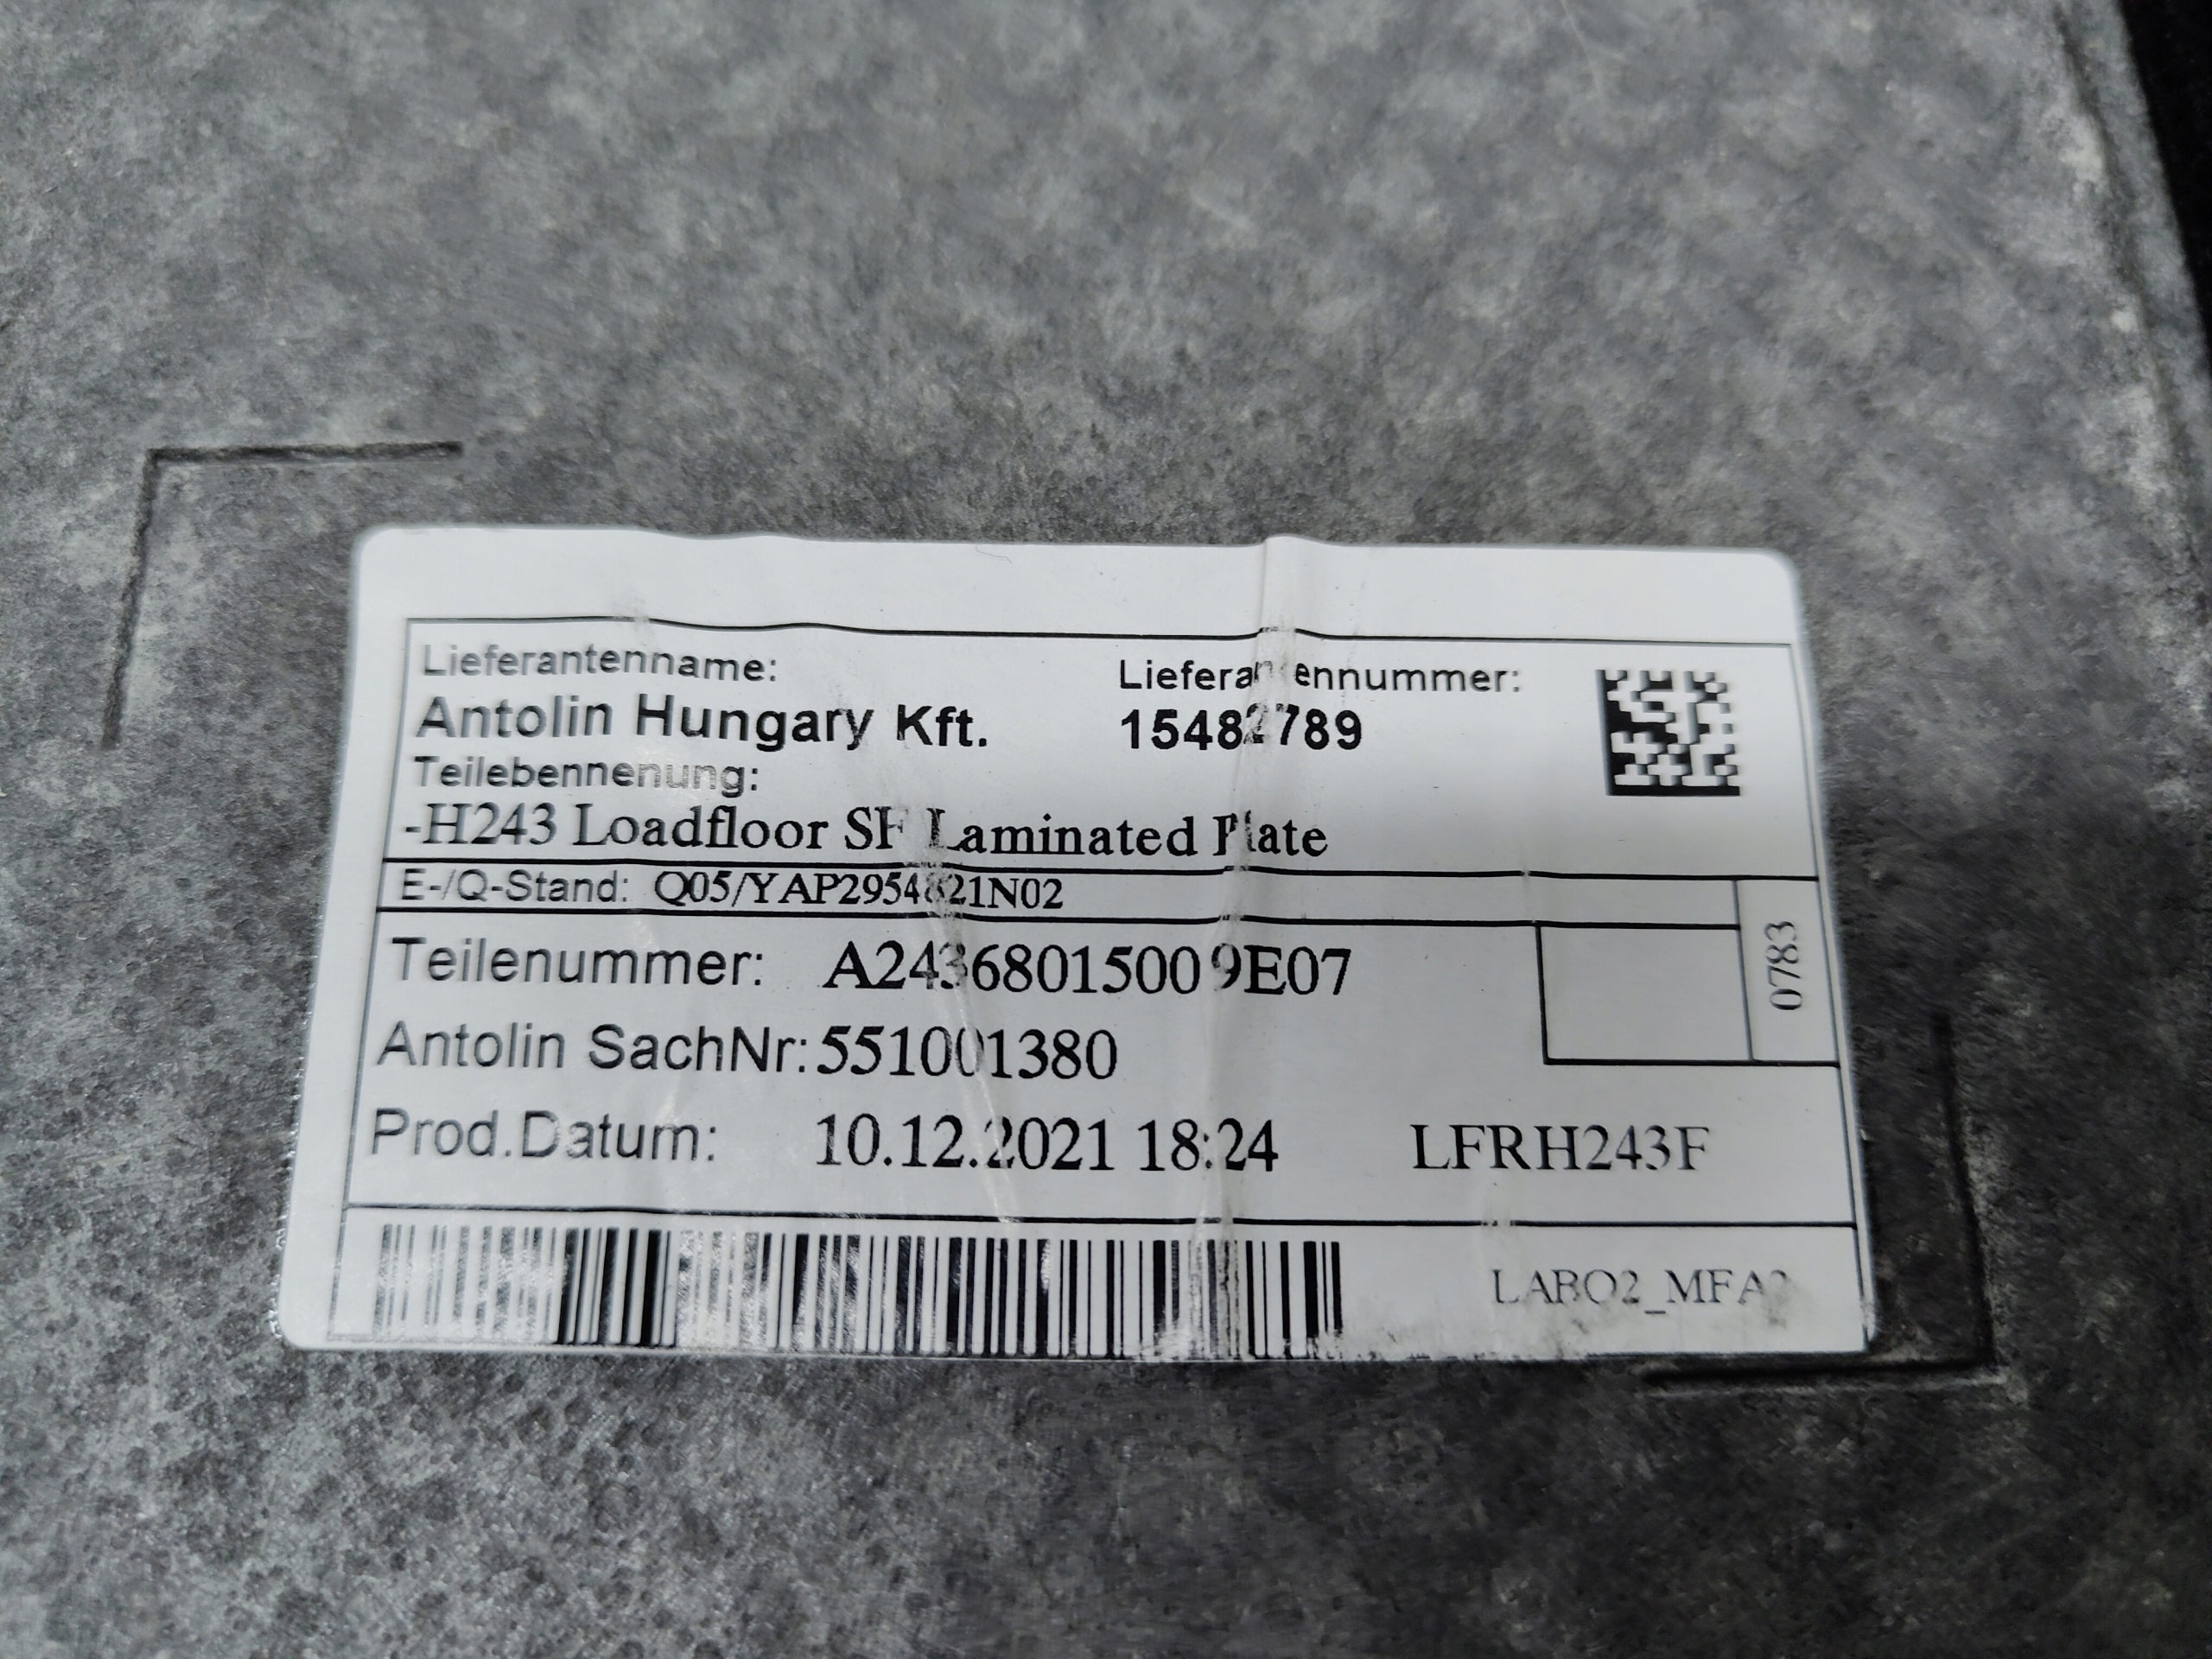 Lieferantenname: Lieferantennummer:
Antolin Hungary Kft. 15482789
Teilebennenung:
-H243 Loadfloor Laminated Plate
E-/Q-Stand: Q05/YAP2954821N02
Teilenummer: A2436801500 9E07
0783
Antolin SachNr: 551001380
Prod.Datum: 10.12.2021 18:24 LFRH243F